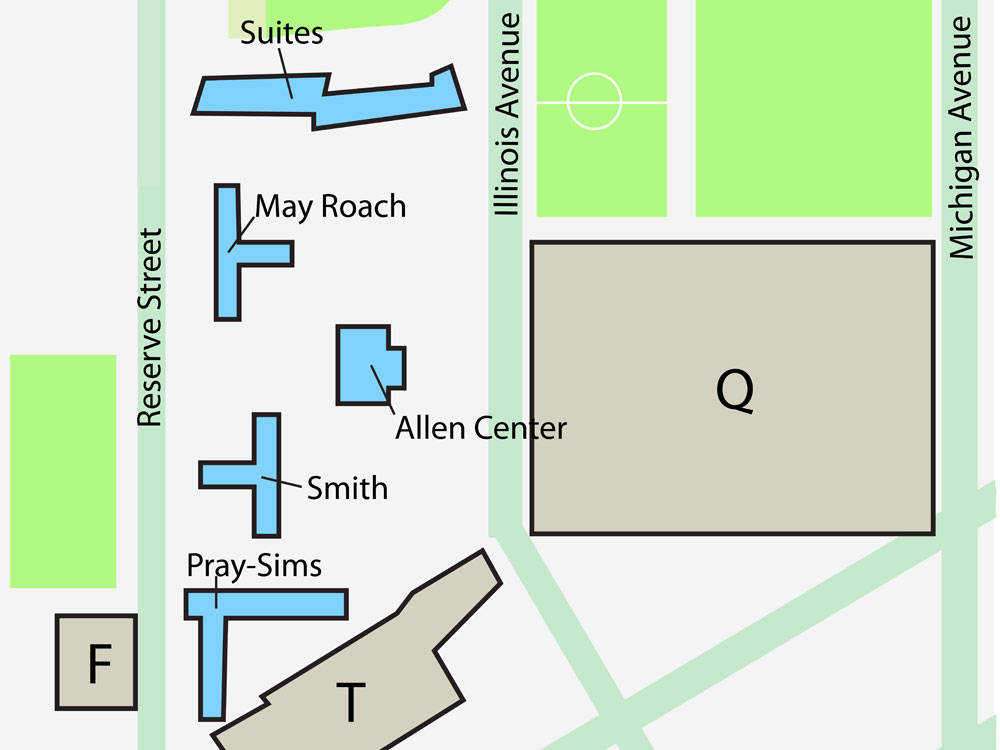 Suites
Illinois Avenue
Michigan Avenue
May Roach
Reserve Street
Q
Allen Center
Smith
Pray-Sims
F
T